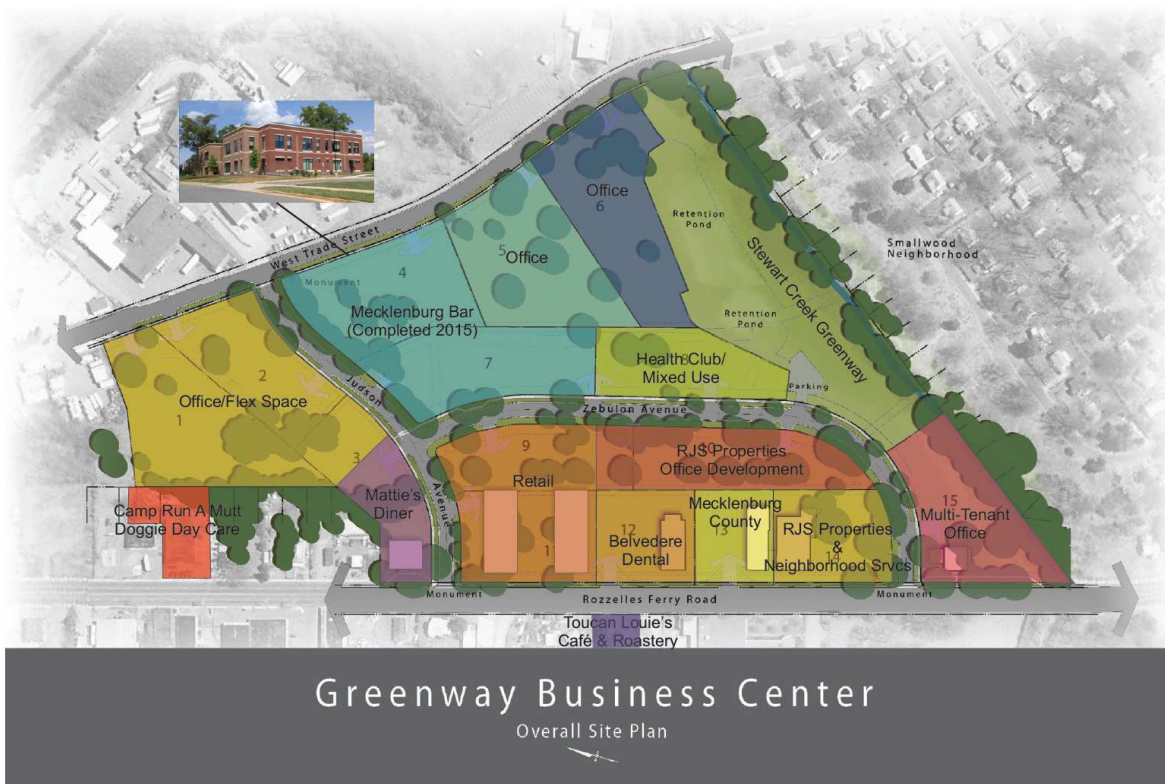 West Trade Street
Office
6
Retention
Pond
Smallwood
Neighborhood
5
Office
4
Monument
Mecklenburg Bar
(Completed 2015)
Stewart Creek Greenway
Retention
Pond
7
8
Health Club/
Mixed Use
Parking
2
Office/Flex Space
1
Judson
Avenue
Zebulon Avenue
3
9
Retail
10
RJS Properties
Office Development
Mattie's
Diner
Camp Run A Mutt
Doggie Day Care
12
Belvedere
Dental
Mecklenburg
County
13
RJS Properties
&
Neighborhood Srvcs
14
15
Multi-Tenant
Office
Monument
Rozzelles Ferry Road
Monument
Toucan Louie's
Café & Roastery
Greenway Business Center
Overall Site Plan